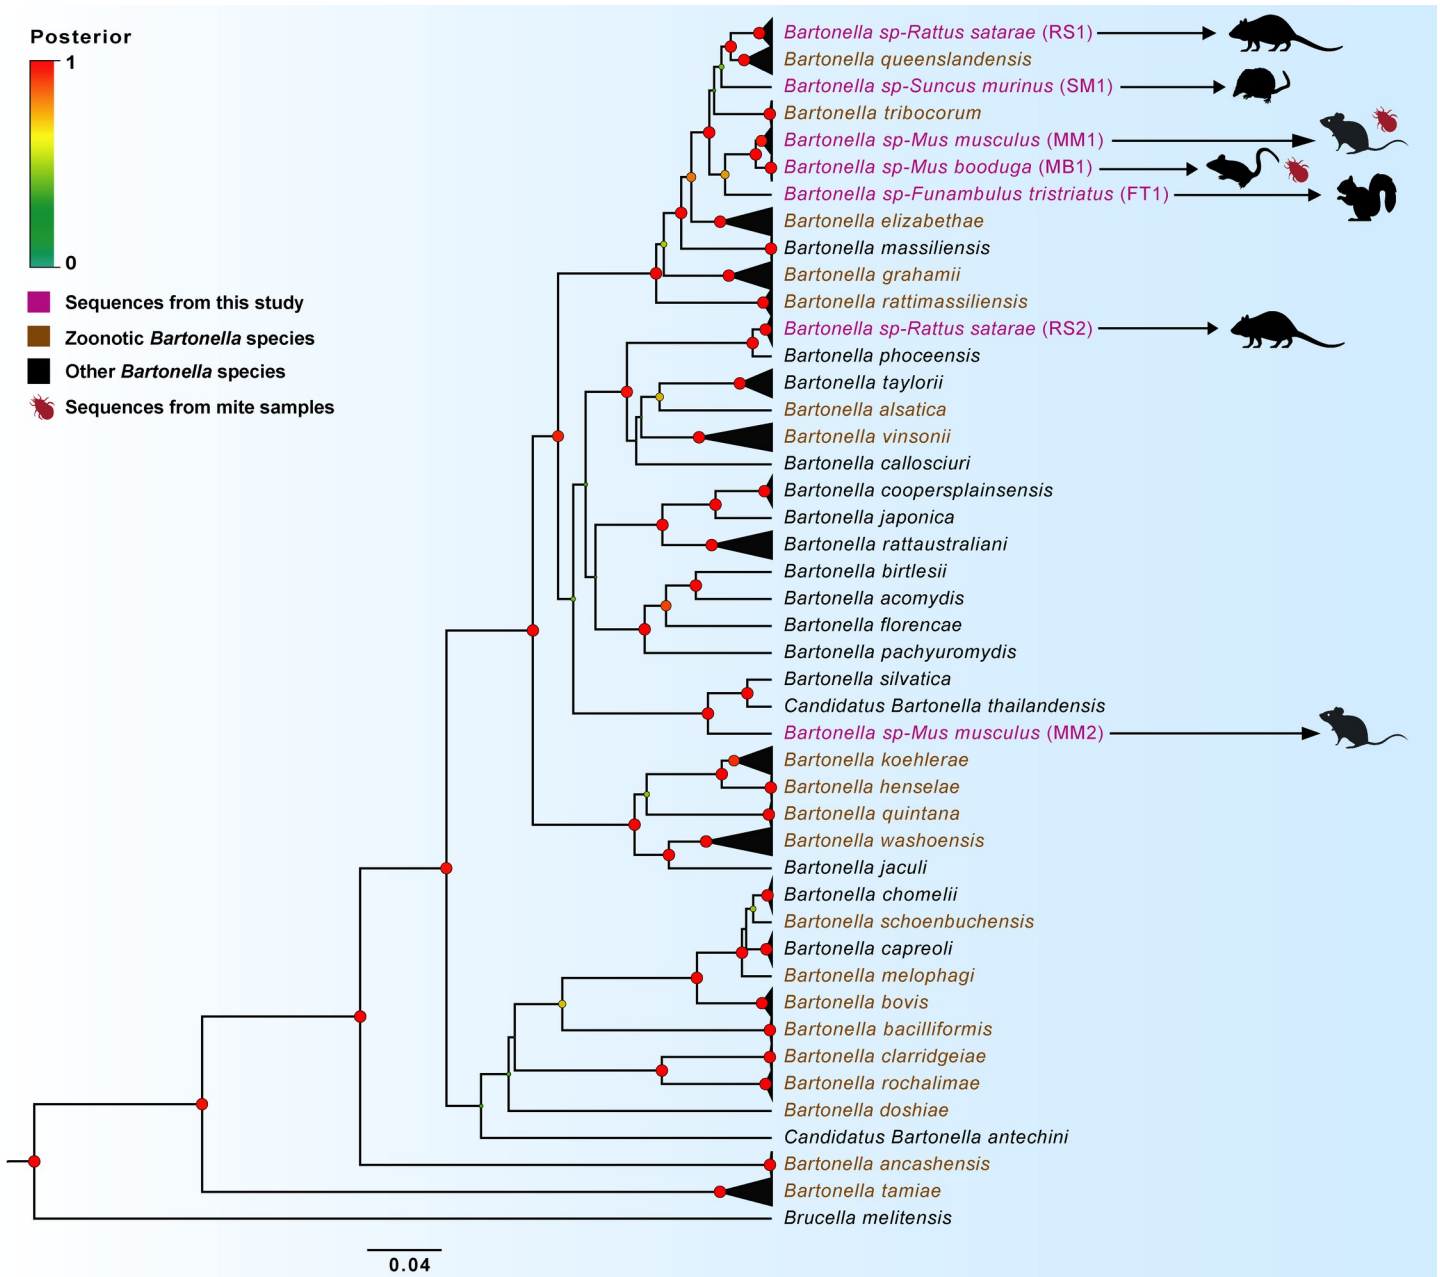 Posterior
1
0
Sequences from this study
Zoonotic Bartonella species
Other Bartonella species
Sequences from mite samples
Bartonella sp-Rattus satarae (RS1)
Bartonella queenslandensis
Bartonella sp-Suncus murinus (SM1)
Bartonella tribocorum
Bartonella sp-Mus musculus (MM1)
Bartonella sp-Mus booduga (MB1)
Bartonella sp-Funambulus tristriatus (FT1)
Bartonella elizabethae
Bartonella massiliensis
Bartonella grahamii
Bartonella rattimassiliensis
Bartonella sp-Rattus satarae (RS2)
Bartonella phoceensis
Bartonella taylorii
Bartonella alsatica
Bartonella vinsonii
Bartonella callosciuri
Bartonella coopersplainsensis
Bartonella japonica
Bartonella rattaustraliani
Bartonella birtlesii
Bartonella acomydis
Bartonella florencae
Bartonella pachyuromydis
Bartonella silvatica
Candidatus Bartonella thailandensis
Bartonella sp-Mus musculus (MM2)
Bartonella koehlerae
Bartonella henselae
Bartonella quintana
Bartonella washoensis
Bartonella jaculi
Bartonella chomelii
Bartonella schoenbuchensis
Bartonella capreoli
Bartonella melophagi
Bartonella bovis
Bartonella bacilliformis
Bartonella clarridgeiae
Bartonella rochalimae
Bartonella doshiae
Candidatus Bartonella antechini
Bartonella ancashensis
Bartonella tamiae
Brucella melitensis
0.04